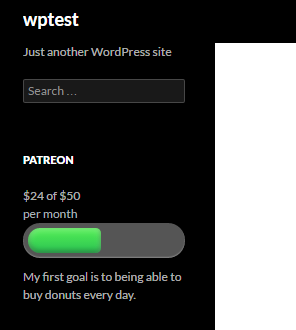 wptest
Just another WordPress site
Search ...
PATREON
$24 of $50
per month
My first goal is to being able to
buy donuts every day.